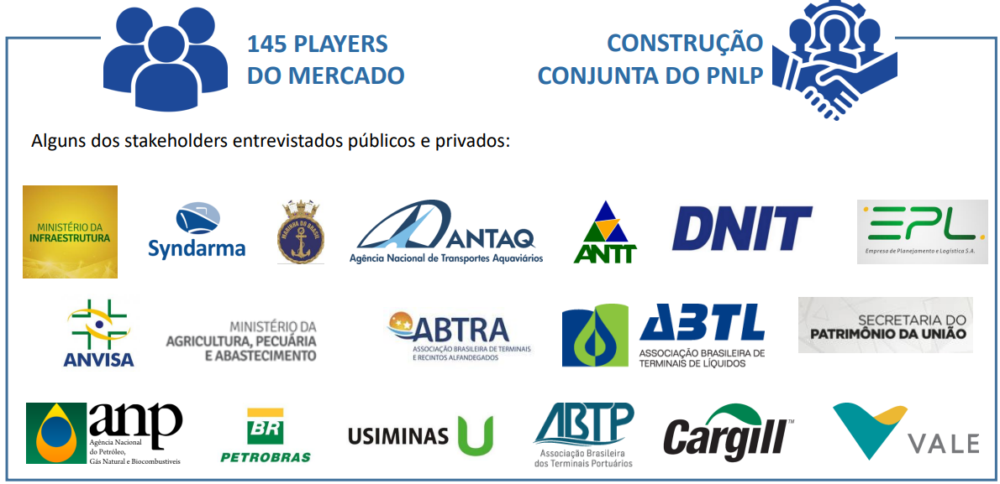 145 PLAYERS
DO MERCADO
CONSTRUÇÃO
CONJUNTA DO PNLP
Alguns dos stakeholders entrevistados públicos e privados:
MINISTÉRIO DA
INFRAESTRUTURA
Syndarma
MARINHA DO BRASIL
ANTAQ
Agência Nacional de Transportes Aquaviários
ANTT
DNIT
EPL
Empresa de Planejamento e Logística S.A.
ANVISA
MINISTÉRIO DA
AGRICULTURA, PECUÁRIA
E ABASTECIMENTO
ABTRA
ASSOCIAÇÃO BRASILEIRA DE TERMINAIS
E RECINTOS ALFANDEGADOS
ABTL
ASSOCIAÇÃO BRASILEIRA DE
TERMINAIS DE LÍQUIDOS
SECRETARIA DO
PATRIMÔNIO DA UNIÃO
anp
Agência Nacional
do Petróleo,
Gás Natural e Biocombustíveis
BR
PETROBRAS
USIMINAS
ABTP
Associação Brasileira
dos Terminais Portuários
Cargill™
VALE